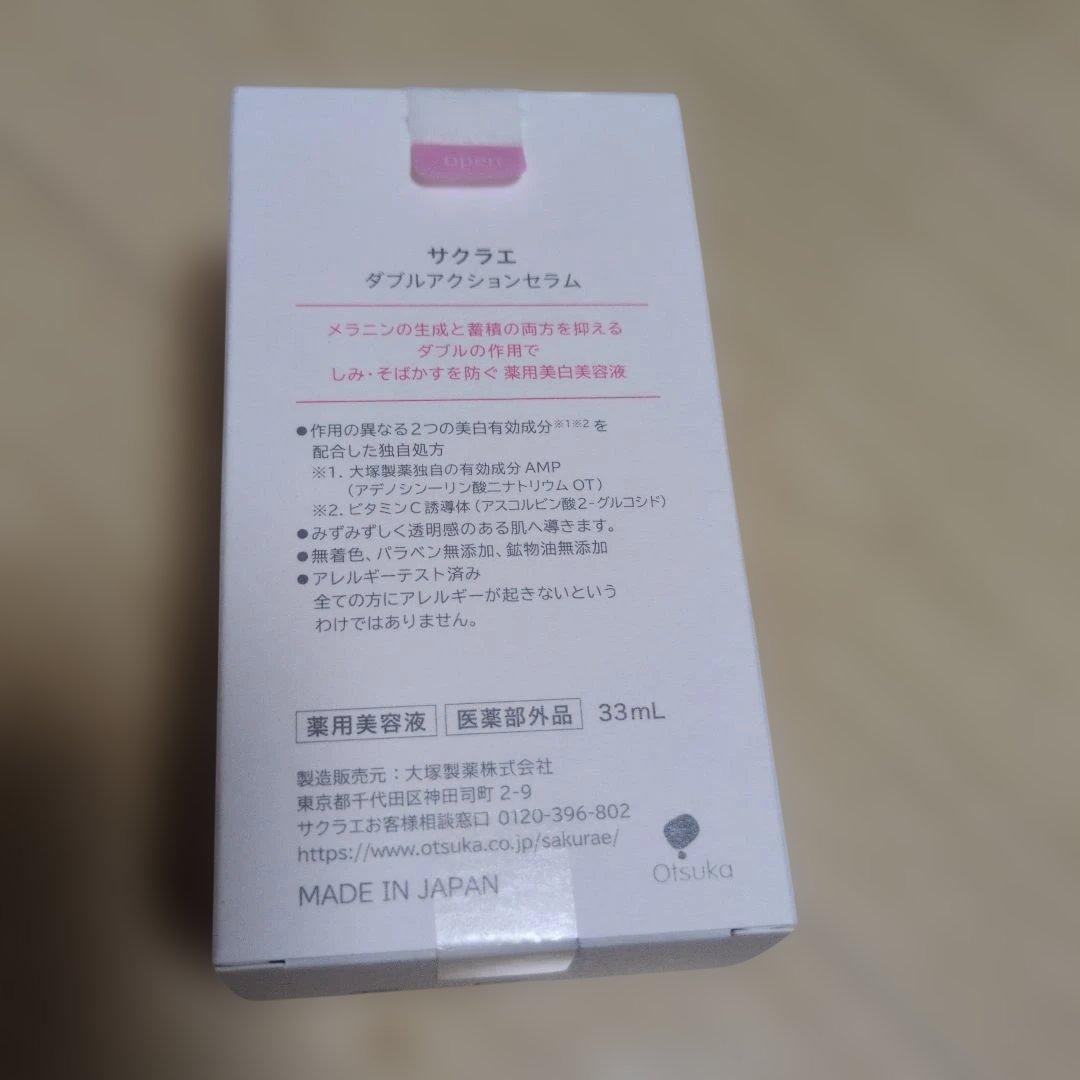 open
サクラエ
ダブルアクションセラム
メラニンの生成と蓄積の両方を抑える
ダブルの作用で
しみ・そばかすを防ぐ 薬用美白美容液
●作用の異なる2つの美白有効成分※1※2を
配合した独自処方
※1. 大塚製薬独自の有効成分 AMP
（アデノシン一リン酸二ナトリウム OT）
※2. ビタミンC誘導体（アスコルビン酸2-グルコシド）
●みずみずしく透明感のある肌へ導きます。
●無着色、パラベン無添加、鉱物油無添加
●アレルギーテスト済み
全ての方にアレルギーが起きないという
わけではありません。
薬用美容液 医薬部外品 33mL
製造販売元：大塚製薬株式会社
東京都千代田区神田司町 2-9
サクラエお客様相談窓口 0120-396-802
https://www.otsuka.co.jp/sakurae/
MADE IN JAPAN
Otsuka